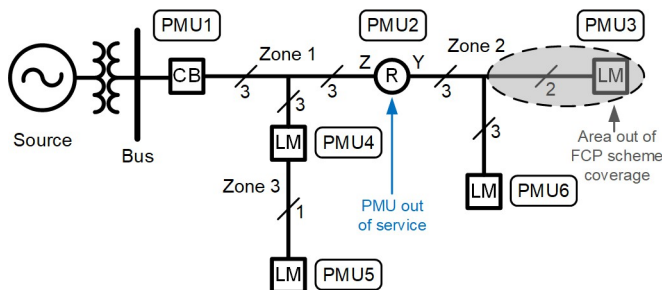 PMU1
PMU2
PMU3
Zone 1
Z
Y
Zone 2
CB
R
LM
3
3
3
2
3
3
Source
Bus
LM
PMU4
Area out of
FCP scheme
coverage
Zone 3
PMU out
of service
LM
PMU6
1
LM
PMU5